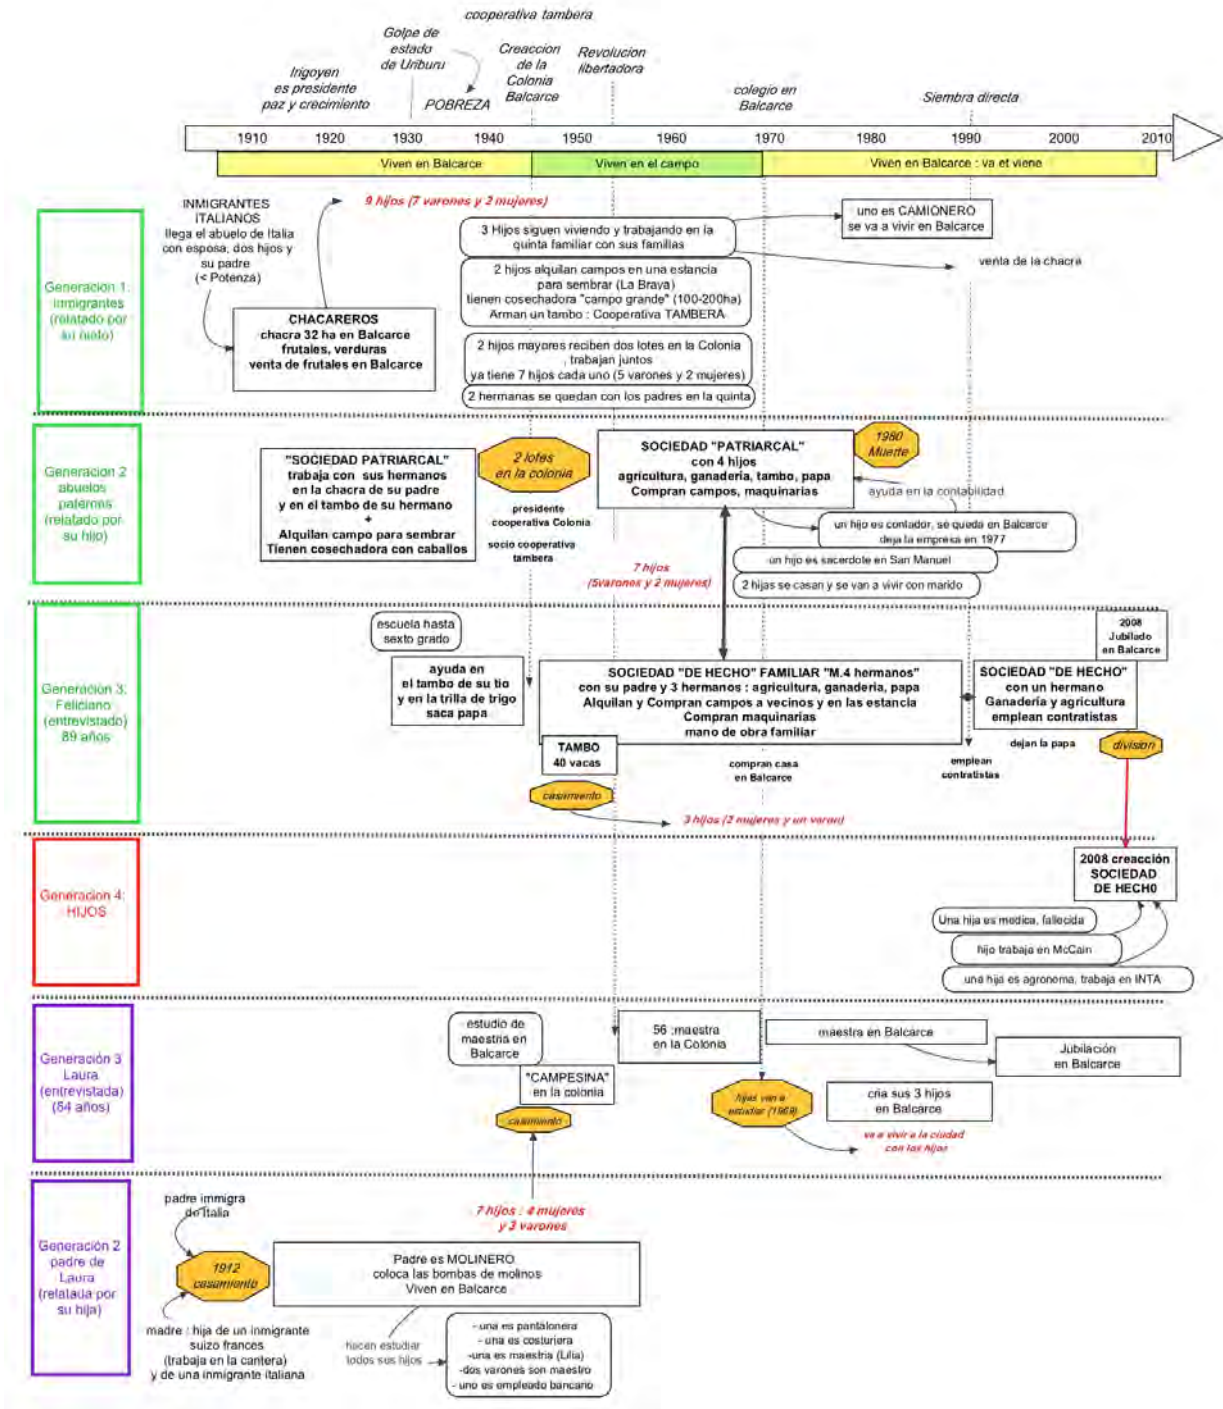 cooperativa tambera
Golpe de
estado
de Uriburu
Creaccion
de la
Colonia
Balcarce
Revolucion
libertadora
Irigoyen
es presidente
paz y crecimiento
POBREZA
colegio en
Balcarce
Siembra directa
1910 1920 1930 1940 1950 1960 1970 1980 1990 2000 2010
Viven en Balcarce
Viven en el campo
Viven en Balcarce : va et viene
Generacion 1:
Inmigrantes
(relatado por
su nieto)
INMIGRANTES
ITALIANOS
llega el abuelo de Italia
con esposa, dos hijos y
su padre
(< Potenza)
9 hijos (7 varones y 2 mujeres)
CHACAREROS
chacra 32 ha en Balcarce
frutales, verduras
venta de frutales en Balcarce
3 Hijos siguen viviendo y trabajando en la
quinta familiar con sus familias
2 hijos alquilan campos en una estancia
para sembrar (La Brava)
tienen cosechadora "campo grande" (100-200ha)
Arman un tambo : Cooperativa TAMBERA
2 hijos mayores reciben dos lotes en la Colonia
, trabajan juntos
ya tiene 7 hijos cada uno (5 varones y 2 mujeres)
2 hermanas se quedan con los padres en la quinta
uno es CAMIONERO
se va a vivir en Balcarce
venta de la chacra
Generacion 2
abuelos
paternos
(relatado por
su hijo)
"SOCIEDAD PATRIARCAL"
trabaja con sus hermanos
en la chacra de su padre
y en el tambo de su hermano
+
Alquilan campo para sembrar
Tienen cosechadora con caballos
2 lotes
en la colonia
presidente
cooperativa Colonia
socio cooperativa
tambera
SOCIEDAD "PATRIARCAL"
con 4 hijos
agricultura, ganadería, tambo, papa
Compran campos, maquinarias
1980
Muerte
ayuda en la contabilidad
un hijo es contador, se queda en Balcarce
deja la empresa en 1977
un hijo es sacerdote en San Manuel
2 hijas se casan y se van a vivir con marido
7 hijos
(5varones y 2 mujeres)
Generación 3:
Feliciano
(entrevistado)
89 años
escuela hasta
sexto grado
ayuda en
el tambo de su tio
y en la trilla de trigo
saca papa
SOCIEDAD "DE HECHO" FAMILIAR "M.4 hermanos"
con su padre y 3 hermanos : agricultura, ganaderia, papa
Alquilan y Compran campos a vecinos y en las estancia
Compran maquinarias
mano de obra familiar
TAMBO
40 vacas
casamiento
3 hijos (2 mujeres y un varon)
compran casa
en Balcarce
emplean
contratistas
SOCIEDAD "DE HECHO"
con un hermano
Ganadería y agricultura
emplean contratistas
dejan la papa
2008
Jubilado
en Balcarce
division
Generacion 4:
HIJOS
2008 creacción
SOCIEDAD
DE HECH0
Una hija es medica, fallecida
hijo trabaja en McCain
una hija es agronoma, trabaja en INTA
Generación 3
Laura
(entrevistada)
(84 años)
estudio de
maestria en
Balcarce
"CAMPESINA"
en la colonia
casamiento
56 :maestra
en la Colonia
hijas van a
estudiar (1969)
maestra en Balcarce
cria sus 3 hijos
en Balcarce
va a vivir a la ciudad
con los hijos
Jubilación
en Balcarce
Generación 2
padre de
Laura
(relatada por
su hija)
padre immigra
de Italia
1912
casamiento
madre : hija de un inmigrante
suizo frances
(trabaja en la cantera)
y de una inmigrante italiana
7 hijos : 4 mujeres
y 3 varones
Padre es MOLINERO
coloca las bombas de molinos
Viven en Balcarce
hacen estudiar
todos sus hijos
- una es pantalonera
- una es costuriera
-una es maestria (Lilia)
-dos varones son maestro
- uno es empleado bancario